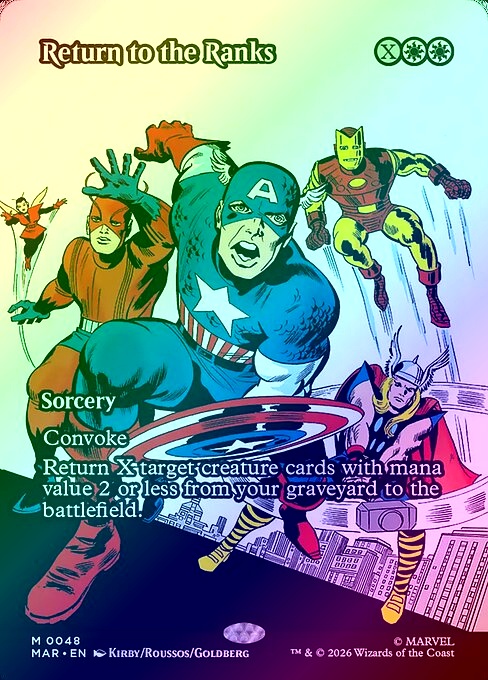 Return to the Ranks
X
A
Sorcery
Convoke
Return X target creature cards with mana
value 2 or less from your graveyard to the
battlefield.
M 0048
MAR • EN Kirby/Roussos/Goldberg
© MARVEL
™ & © 2026 Wizards of the Coast